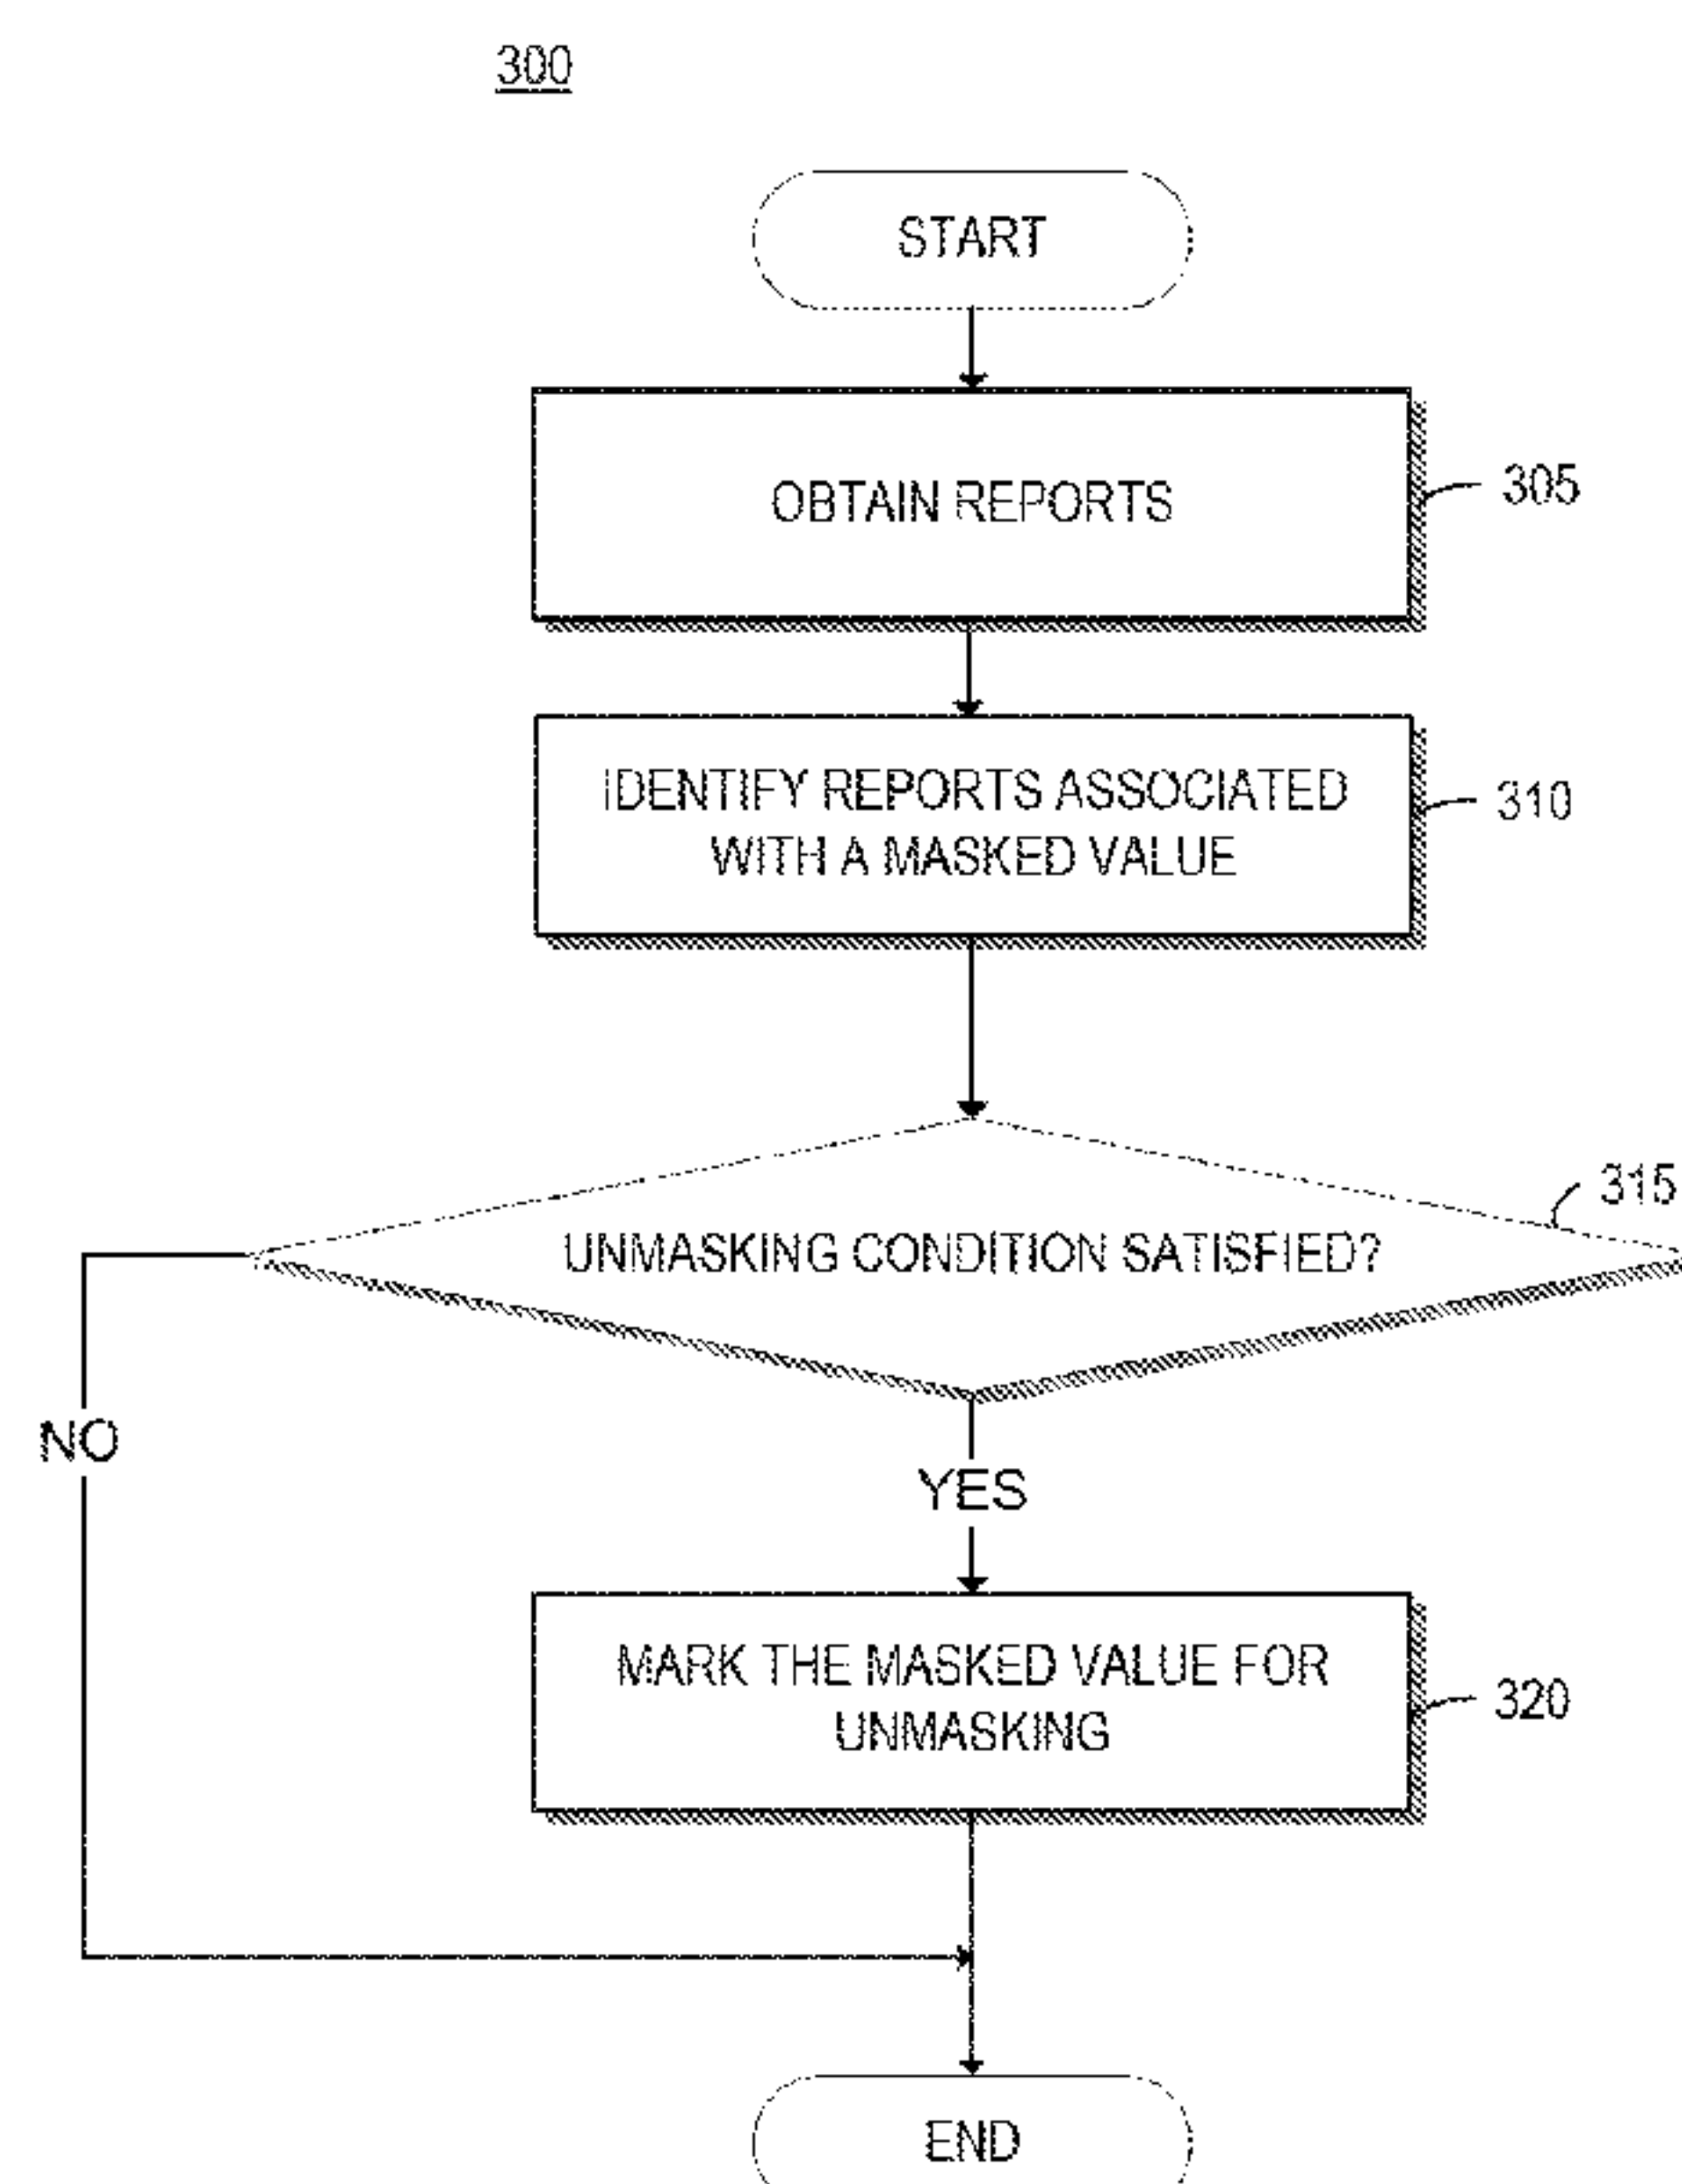 300
START
OBTAIN REPORTS
305
IDENTIFY REPORTS ASSOCIATED
WITH A MASKED VALUE
310
315
UNMASKING CONDITION SATISFIED?
NO
YES
MARK THE MASKED VALUE FOR
UNMASKING
320
END